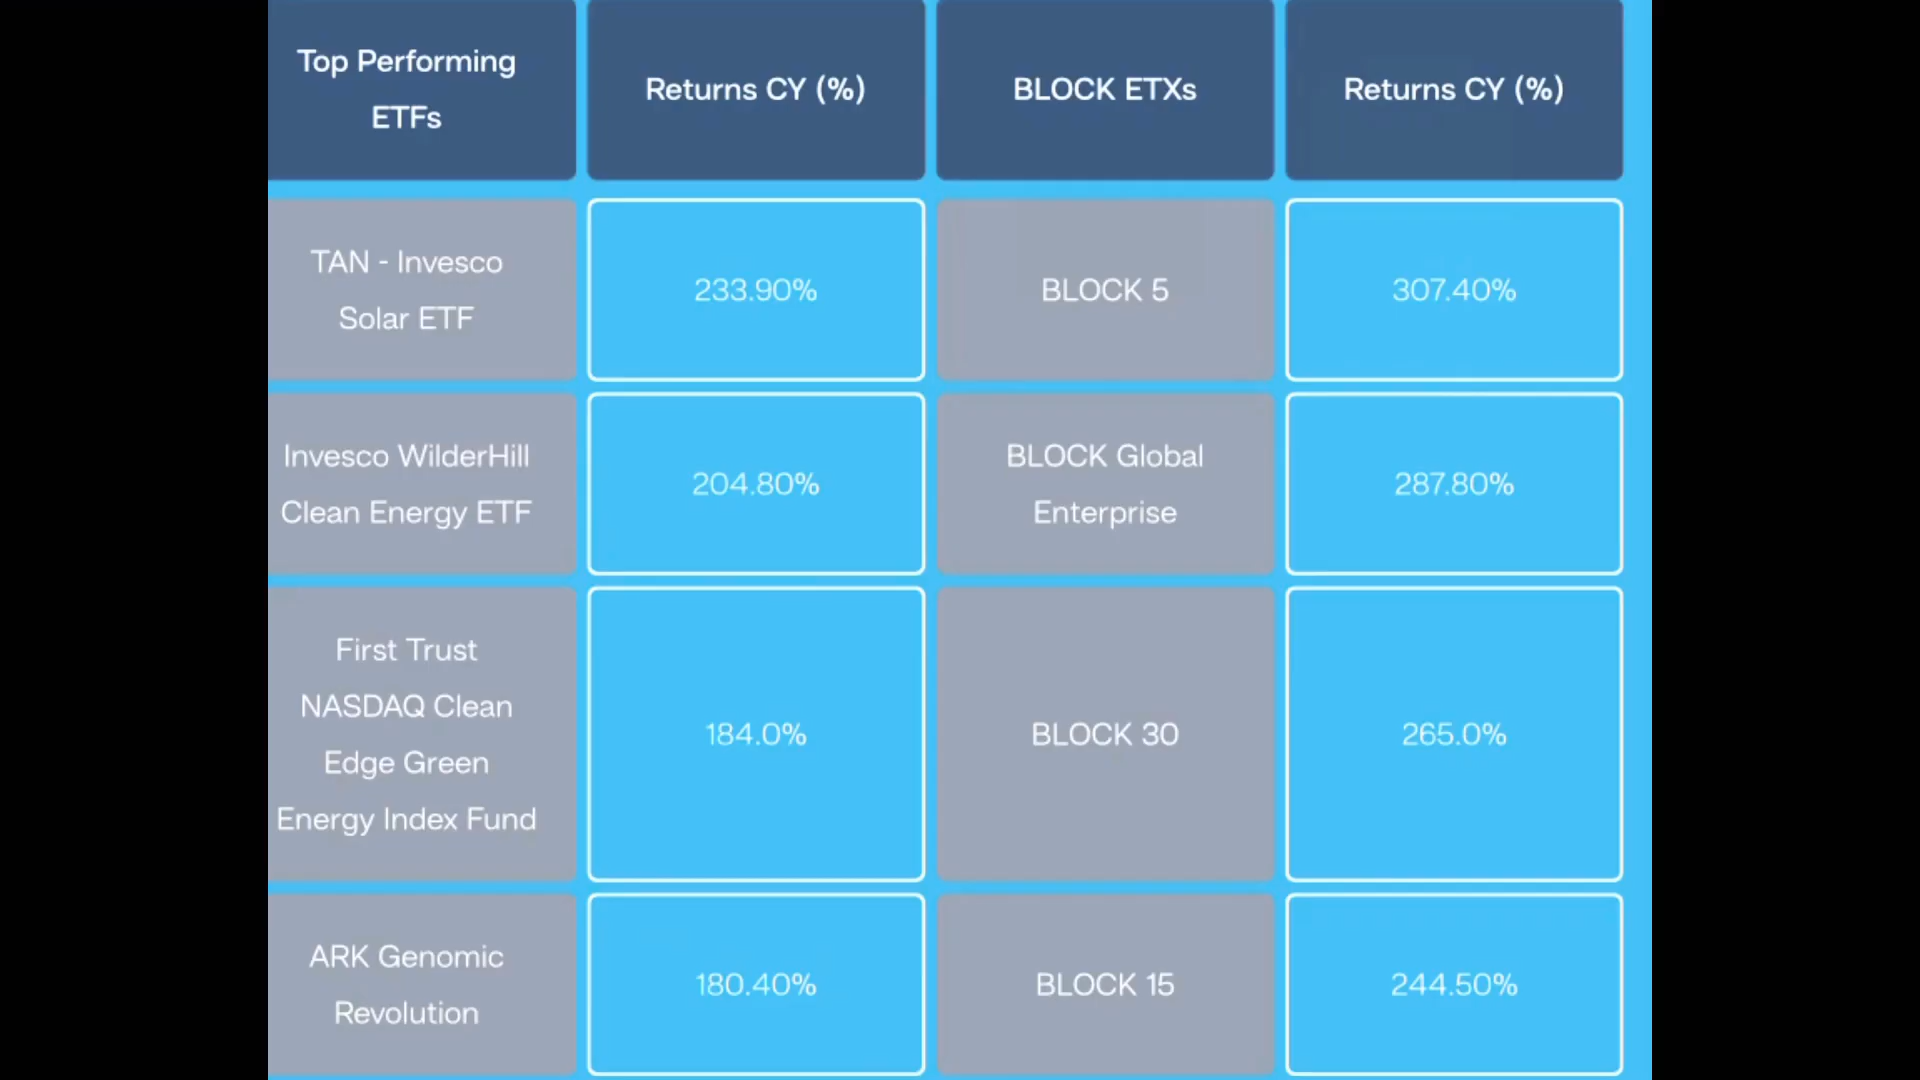 Top Performing
ETFs
Returns CY (%)
BLOCK ETXs
Returns CY (%)
TAN - Invesco
Solar ETF
233.90%
BLOCK 5
307.40%
Invesco WilderHill
Clean Energy ETF
204.80%
BLOCK Global
Enterprise
287.80%
First Trust
NASDAQ Clean
Edge Green
Energy Index Fund
184.0%
BLOCK 30
265.0%
ARK Genomic
Revolution
180.40%
BLOCK 15
244.50%